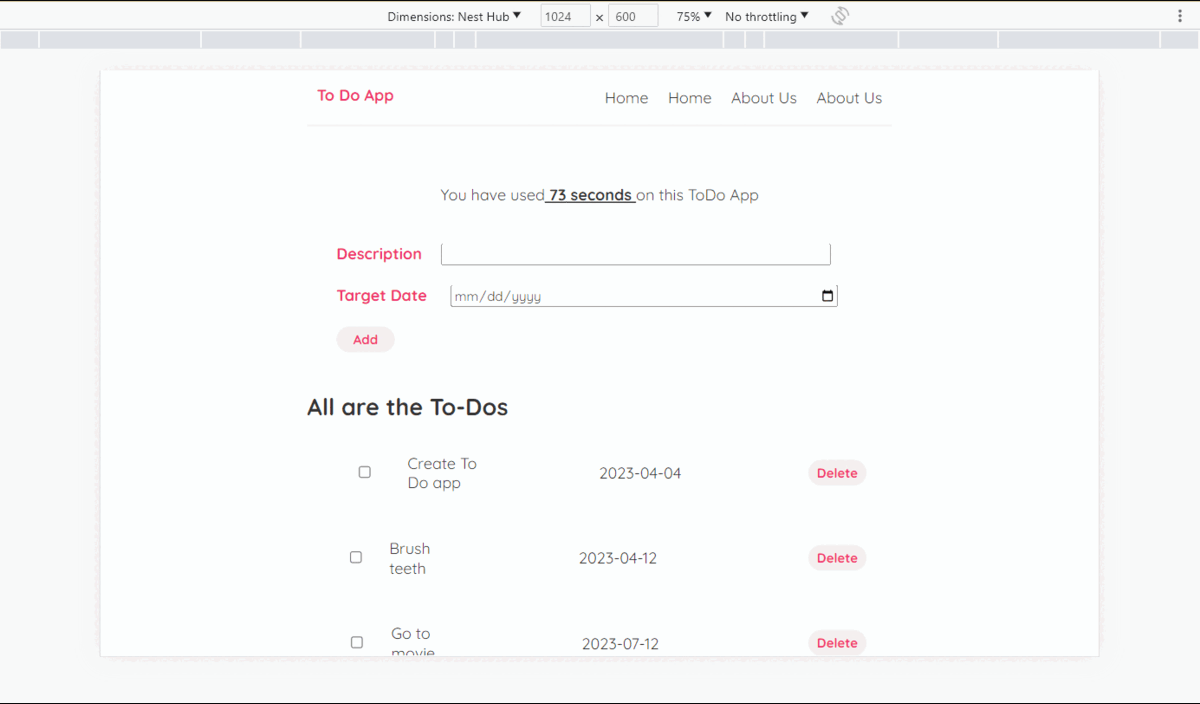 Dimensions: Nest Hub 1024 x 600 75% No throttling
To Do App Home Home About Us About Us
You have used 73 seconds on this ToDo App
Description
Target Date mm/dd/yyyy
Add
All are the To-Dos
Create To
Do app 2023-04-04 Delete
Brush
teeth 2023-04-12 Delete
Go to
movie 2023-07-12 Delete